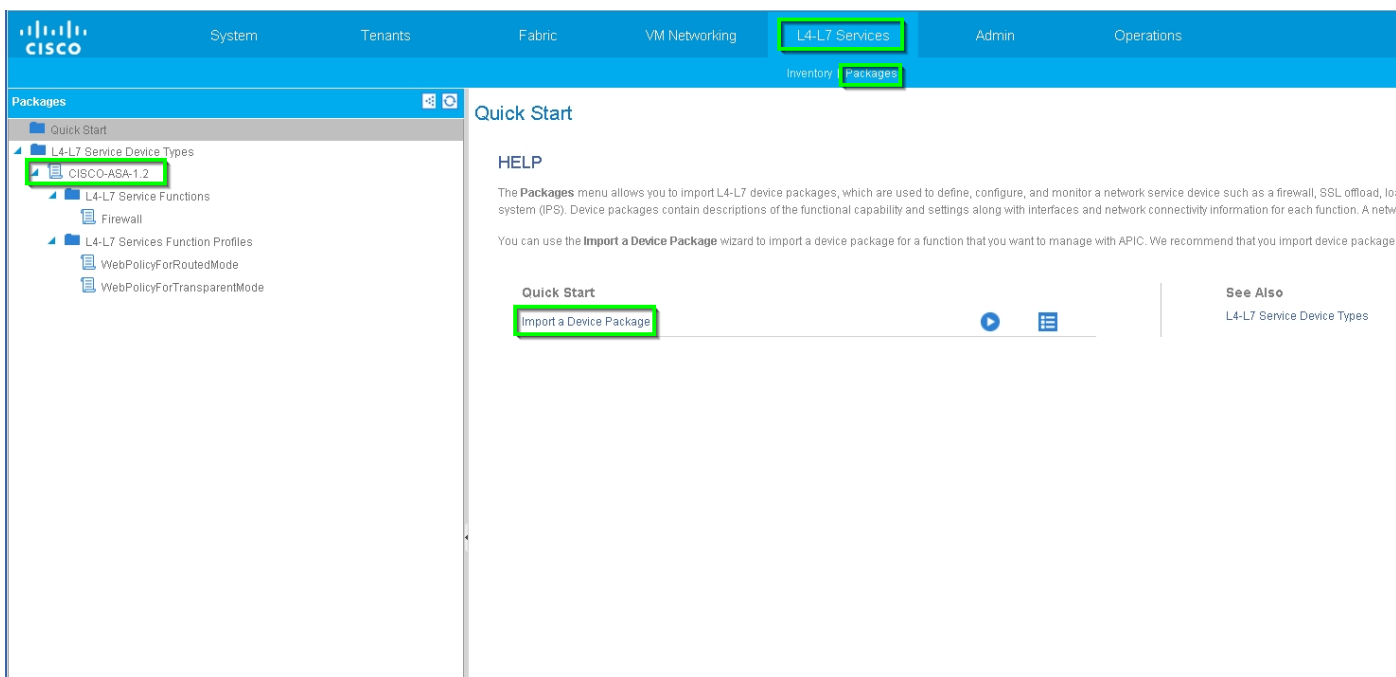 CISCO
System
Tenants
Fabric
VM Networking
L4-L7 Services
Admin
Operations
Inventory | Packages
Packages
Quick Start
L4-L7 Service Device Types
CISCO-ASA-1.2
L4-L7 Service Functions
Firewall
L4-L7 Services Function Profiles
WebPolicyForRoutedMode
WebPolicyForTransparentMode
Quick Start
HELP
The Packages menu allows you to import L4-L7 device packages, which are used to define, configure, and monitor a network service device such as a firewall, SSL offload, lo
system (IPS). Device packages contain descriptions of the functional capability and settings along with interfaces and network connectivity information for each function. A netw
You can use the Import a Device Package wizard to import a device package for a function that you want to manage with APIC. We recommend that you import device package
Quick Start
Import a Device Package
See Also
L4-L7 Service Device Types